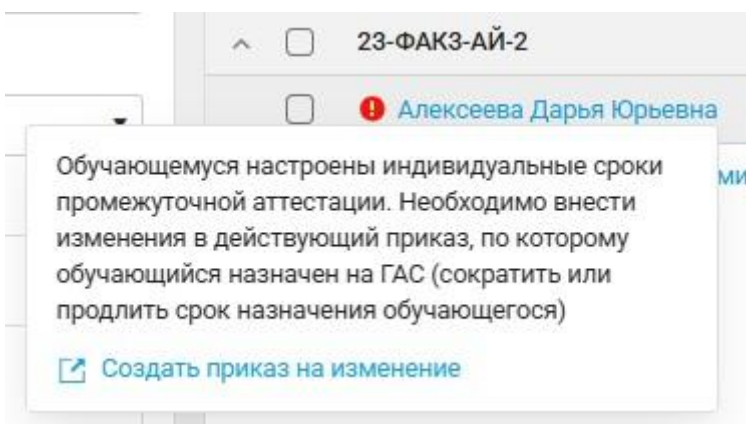 23-ФАКЗ-АЙ-2
Алексеева Дарья Юрьевна
Обучающемуся настроены индивидуальные сроки
промежуточной аттестации. Необходимо внести
изменения в действующий приказ, по которому
обучающийся назначен на ГАС (сократить или
продлить срок назначения обучающегося)
Создать приказ на изменение